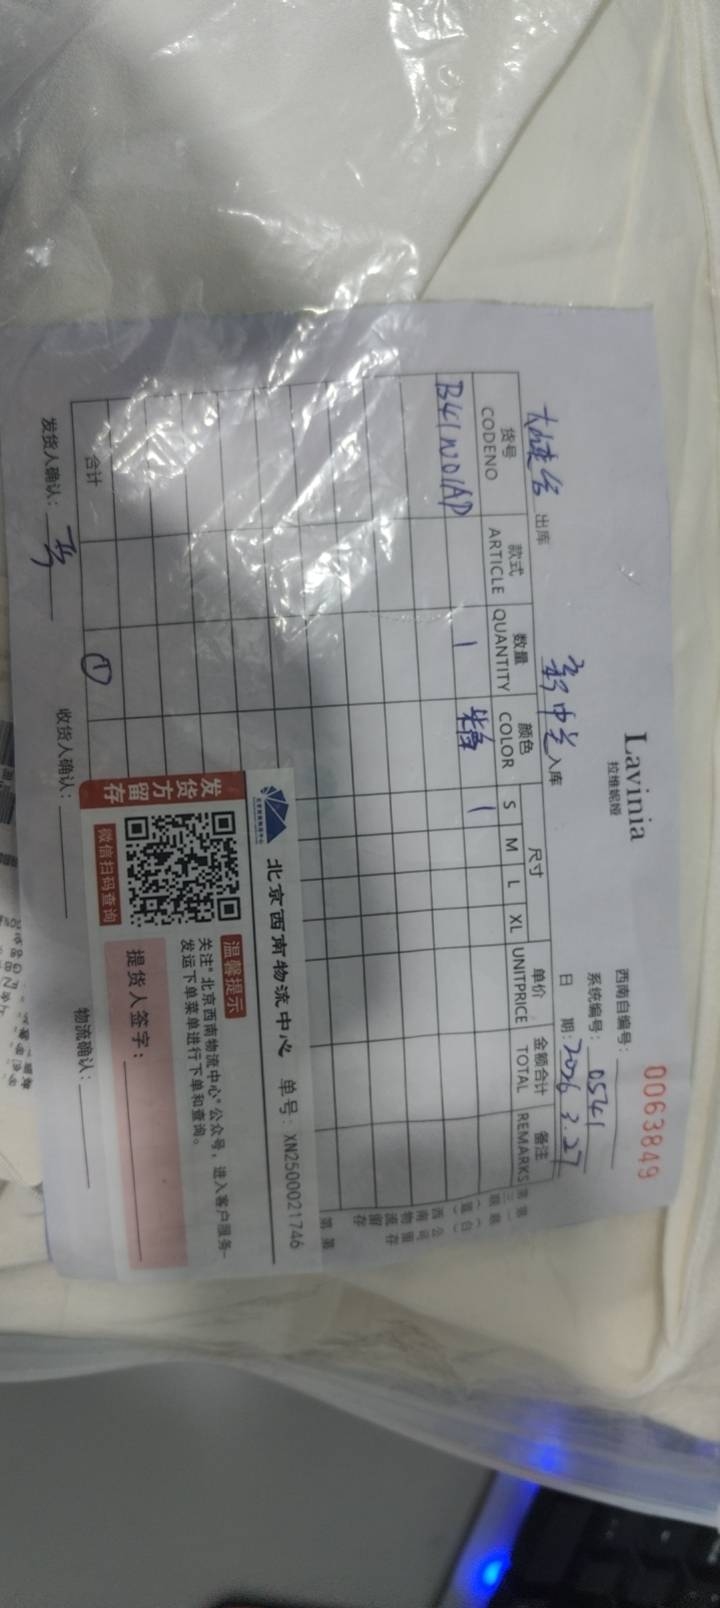 0063849
Lavinia
拉维妮娅
西南自编号:
系统编号: 0541
出库 新中兰 入库 日 期: 2026.3.27
货号 款式 数量 颜色 尺寸 单价 金额合计 备注
CODENO ARTICLE QUANTITY COLOR S M L XL UNITPRICE TOTAL REMARKS
B41W01AD 1 1
合计 ①
发货人确认: 收货人确认: 物流确认:
北京西南物流中心 单号: XN2500021746
发货方留存
微信扫码查询
温馨提示
关注“北京西南物流中心”公众号,进入客户服务-
发运下单菜单进行下单和查询。
提货人签字: